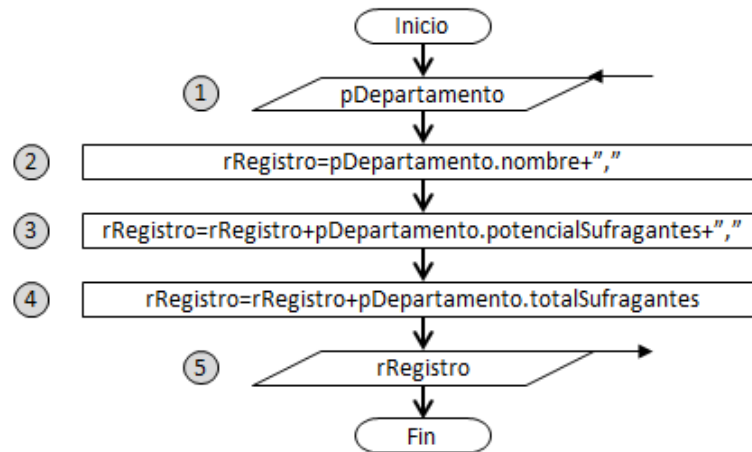 Inicio
1
pDepartamento
2
rRegistro=pDepartamento.nombre+”,”
3
rRegistro=rRegistro+pDepartamento.potencialSufragantes+”,”
4
rRegistro=rRegistro+pDepartamento.totalSufragantes
5
rRegistro
Fin